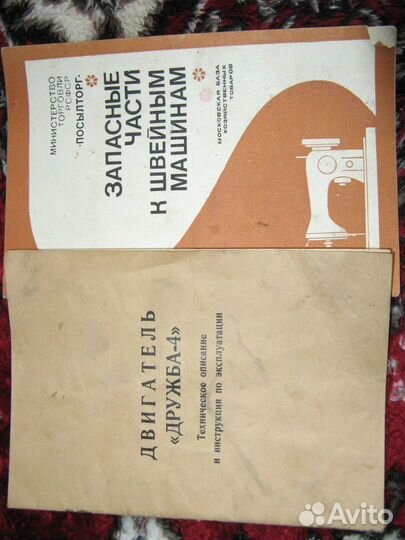 МИНИСТЕРСТВО
ТОРГОВЛИ
РСФСР
·ПОСЫЛТОРГ·
ЗАПАСНЫЕ
ЧАСТИ
К ШВЕЙНЫМ
МАШИНАМ
МОСКОВСКАЯ БАЗА
ХОЗЯЙСТВЕННЫХ
ТОВАРОВ
ДВИГАТЕЛЬ
«ДРУЖБА-4»
Техническое описание
и инструкция по эксплуатации
Avito